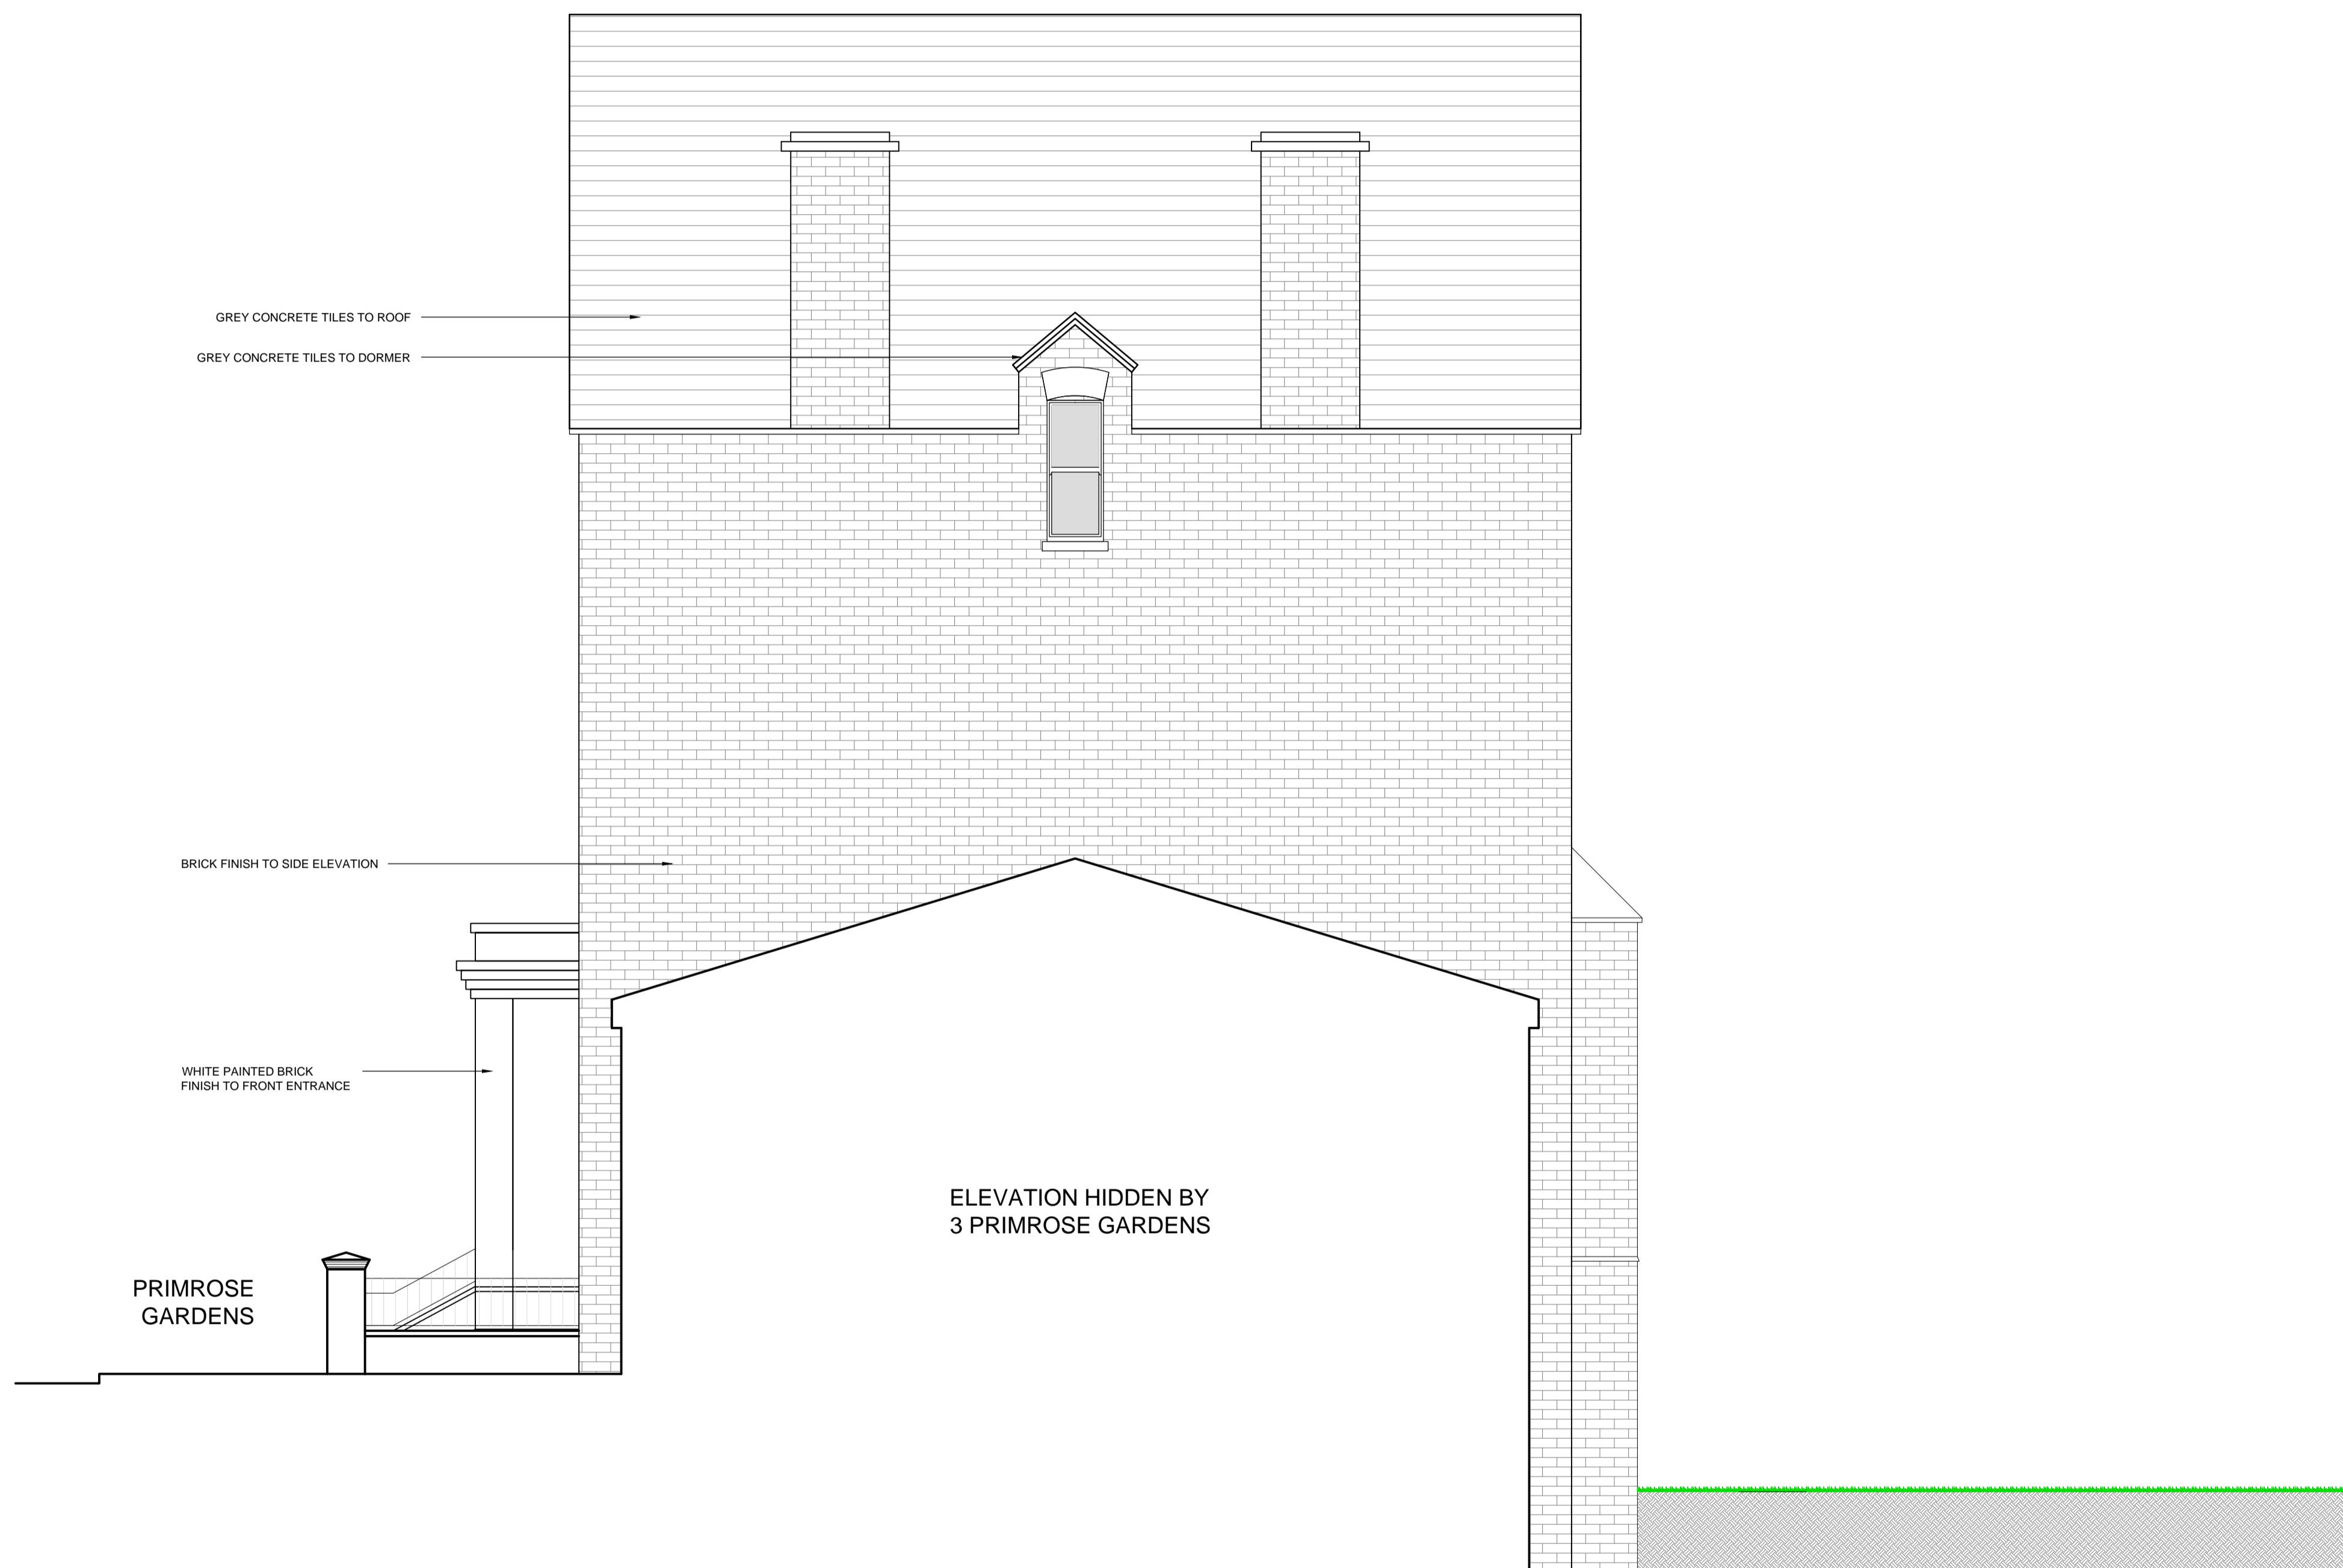 GREY CONCRETE TILES TO ROOF
GREY CONCRETE TILES TO DORMER
BRICK FINISH TO SIDE ELEVATION
WHITE PAINTED BRICK
FINISH TO FRONT ENTRANCE
ELEVATION HIDDEN BY
3 PRIMROSE GARDENS
PRIMROSE
GARDENS